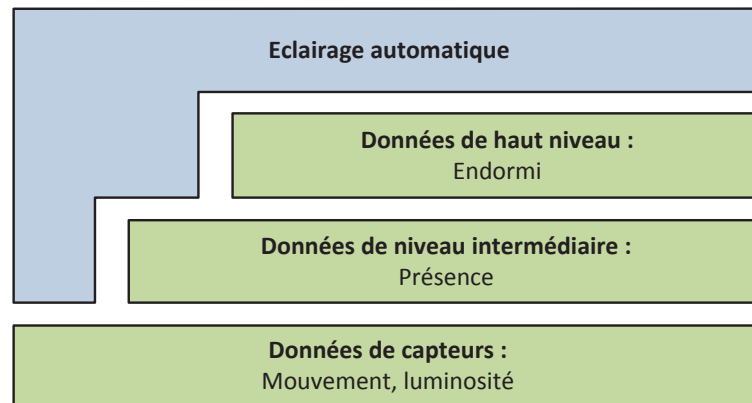 Eclairage automatique
Données de haut niveau :
Endormi
Données de niveau intermédiaire :
Présence
Données de capteurs :
Mouvement, luminosité